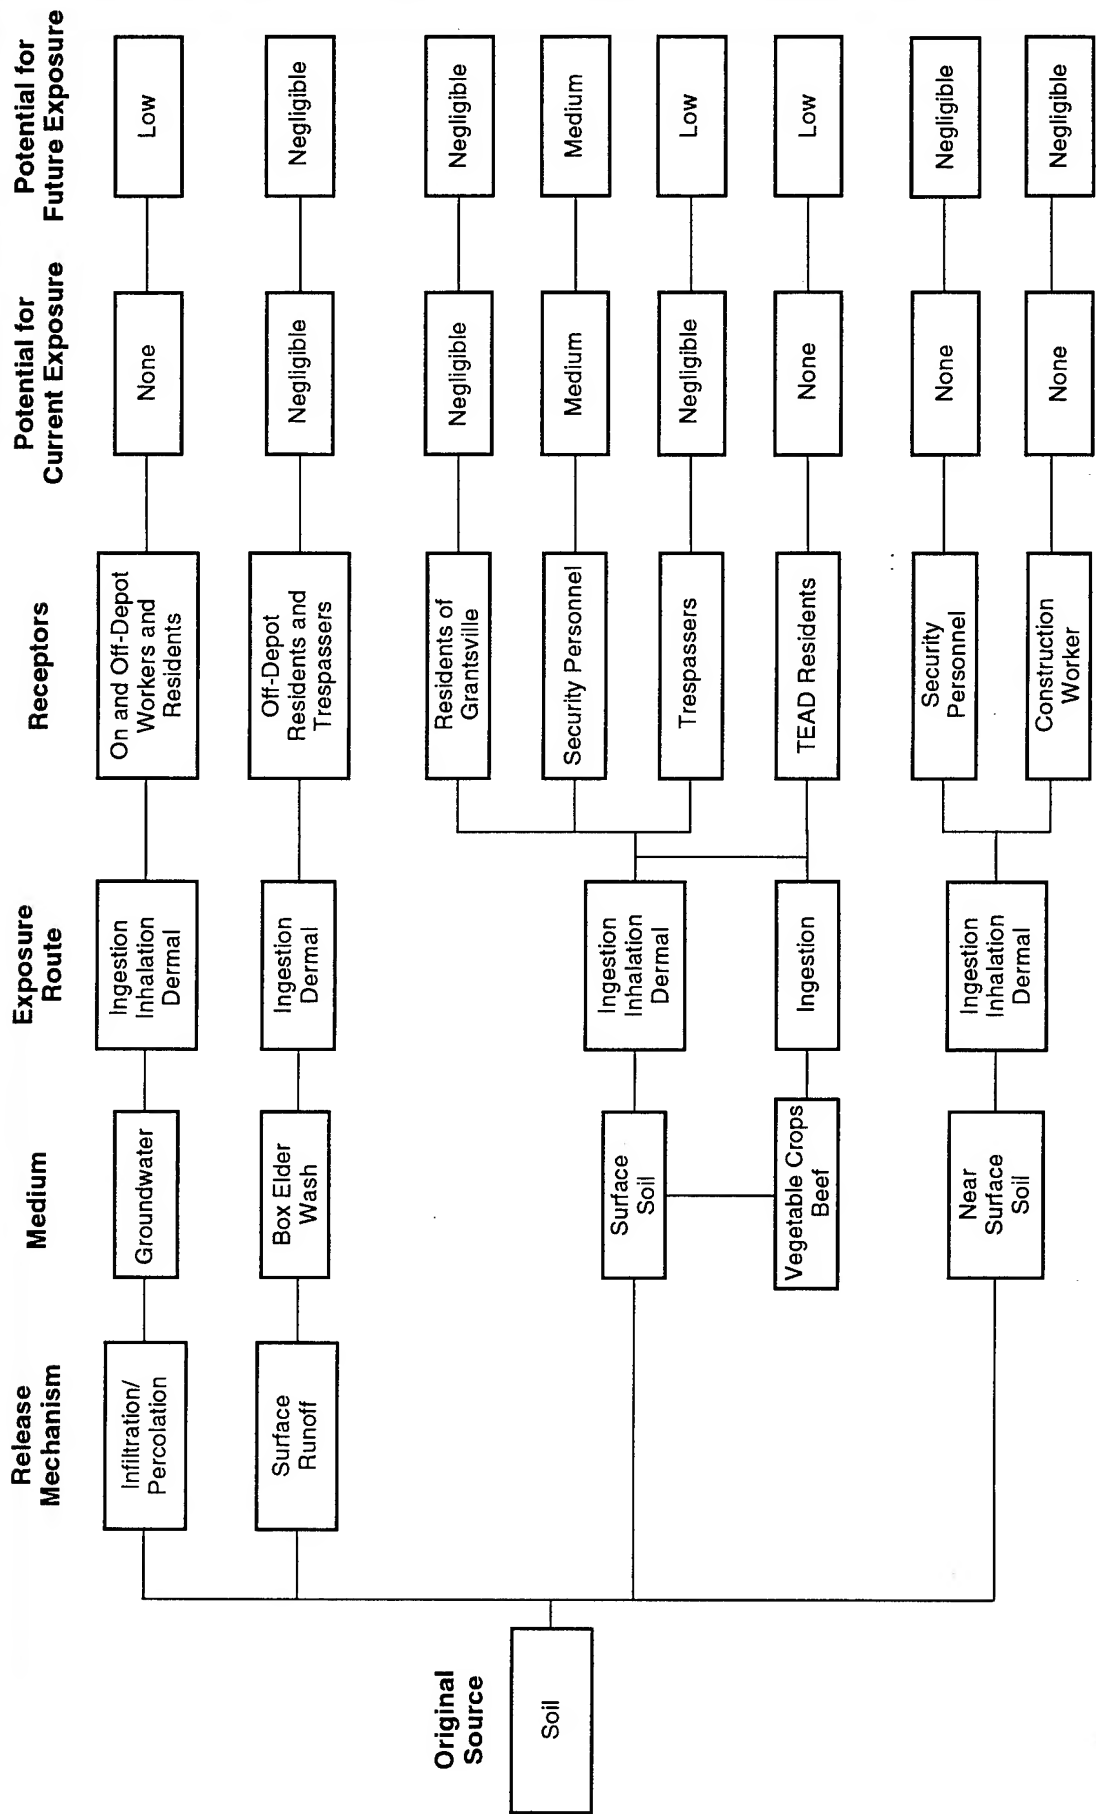 Original
Source
Release
Mechanism
Medium
Exposure
Route
Receptors
Potential for
Current Exposure
Potential for
Future Exposure
Soil
Infiltration/
Percolation
Groundwater
Ingestion
Inhalation
Dermal
On and Off-Depot
Workers and
Residents
None
Low
Surface
Runoff
Box Elder
Wash
Ingestion
Dermal
Off-Depot
Residents and
Trespassers
Negligible
Negligible
Surface
Soil
Ingestion
Inhalation
Dermal
Residents of
Grantsville
Negligible
Negligible
Security Personnel
Medium
Medium
Trespassers
Negligible
Low
Vegetable Crops
Beef
Ingestion
TEAD Residents
None
Low
Near
Surface
Soil
Ingestion
Inhalation
Dermal
Security
Personnel
None
Negligible
Construction
Worker
None
Negligible